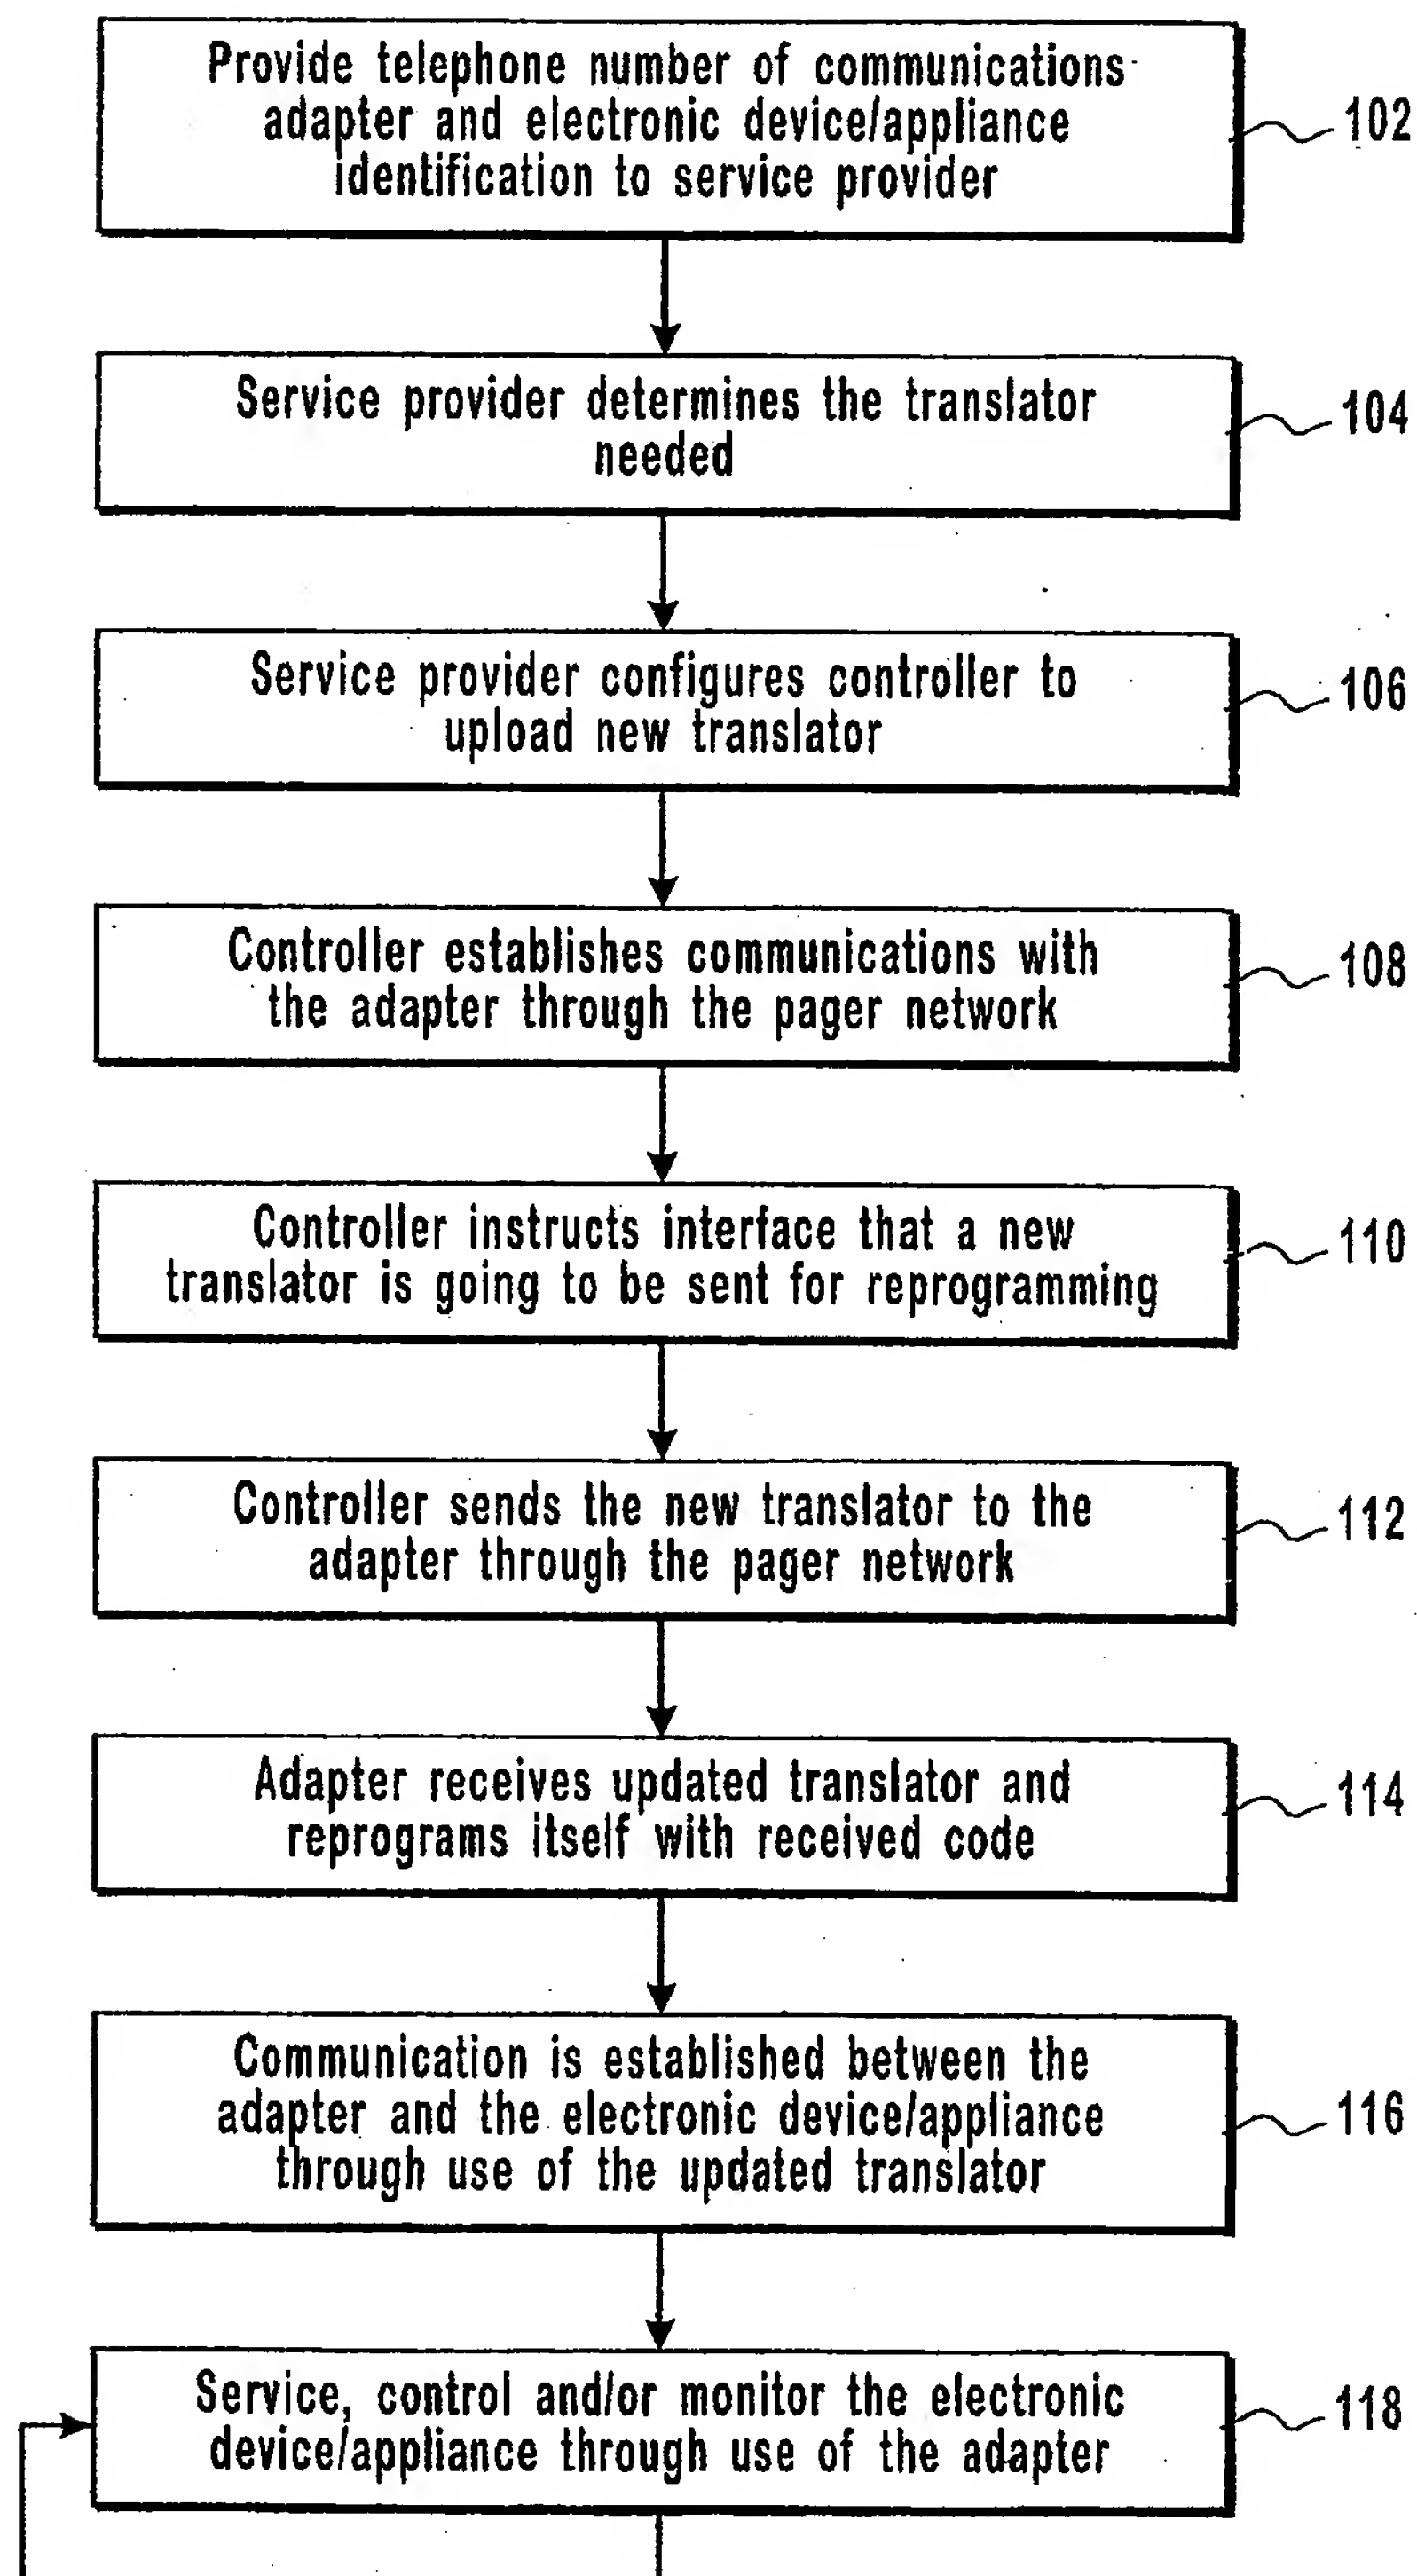 Provide telephone number of communications
adapter and electronic device/appliance
identification to service provider
102
Service provider determines the translator
needed
104
Service provider configures controller to
upload new translator
106
Controller establishes communications with
the adapter through the pager network
108
Controller instructs interface that a new
translator is going to be sent for reprogramming
110
Controller sends the new translator to the
adapter through the pager network
112
Adapter receives updated translator and
reprograms itself with received code
114
Communication is established between the
adapter and the electronic device/appliance
through use of the updated translator
116
Service, control and/or monitor the electronic
device/appliance through use of the adapter
118